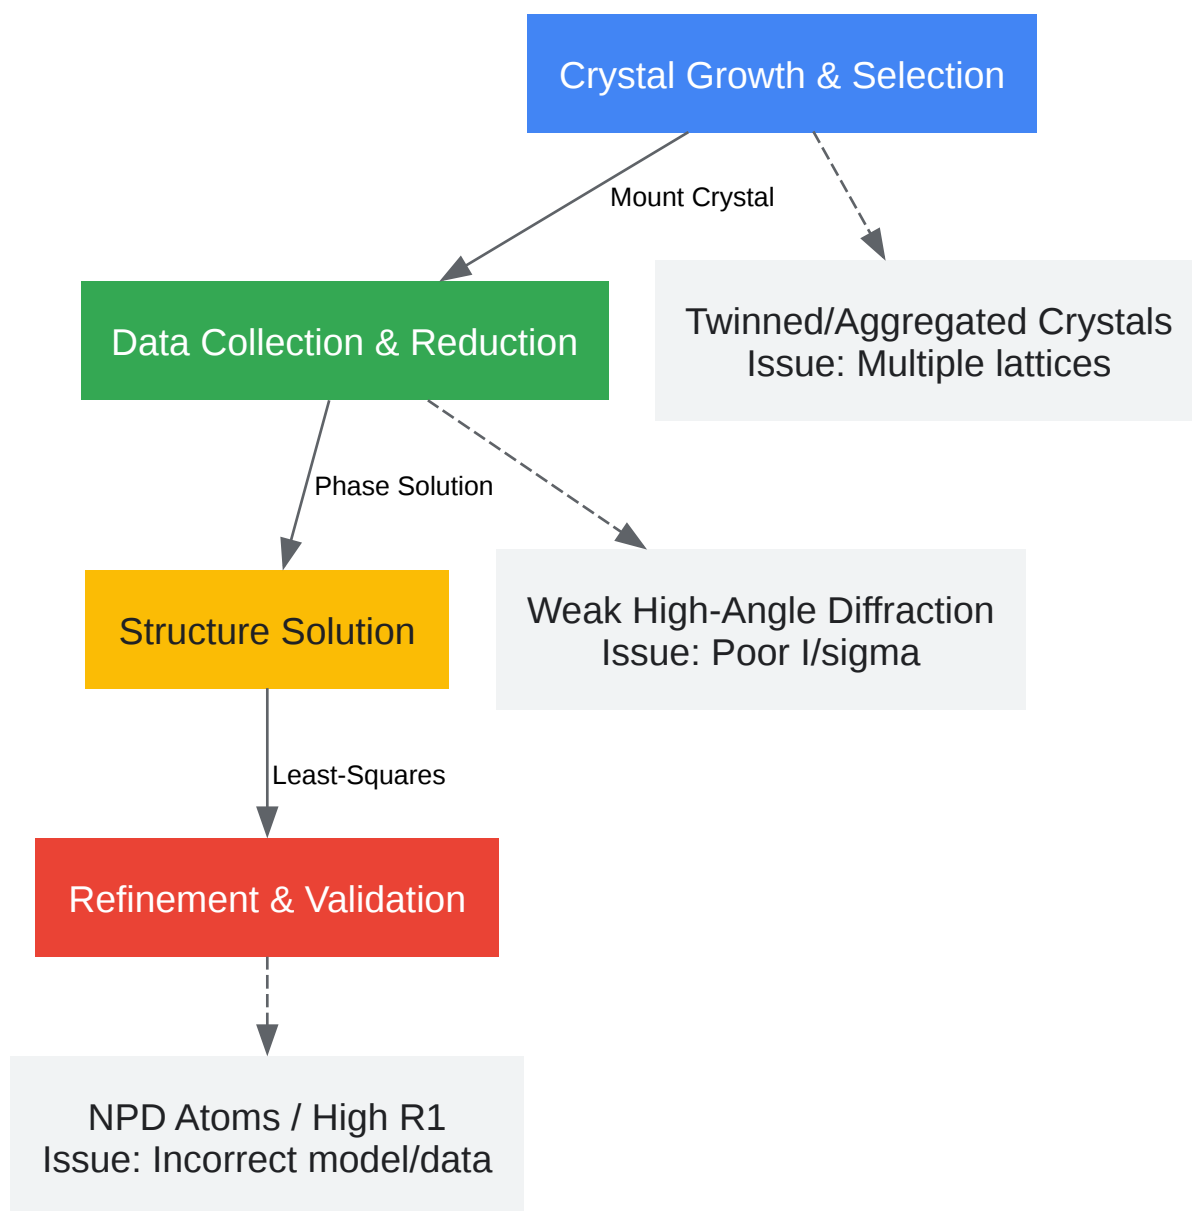 Crystal Growth & Selection
Mount Crystal
Data Collection & Reduction
Twinned/Aggregated Crystals
Issue: Multiple lattices
Phase Solution
Structure Solution
Weak High-Angle Diffraction
Issue: Poor I/sigma
Least-Squares
Refinement & Validation
NPD Atoms / High R1
Issue: Incorrect model/data